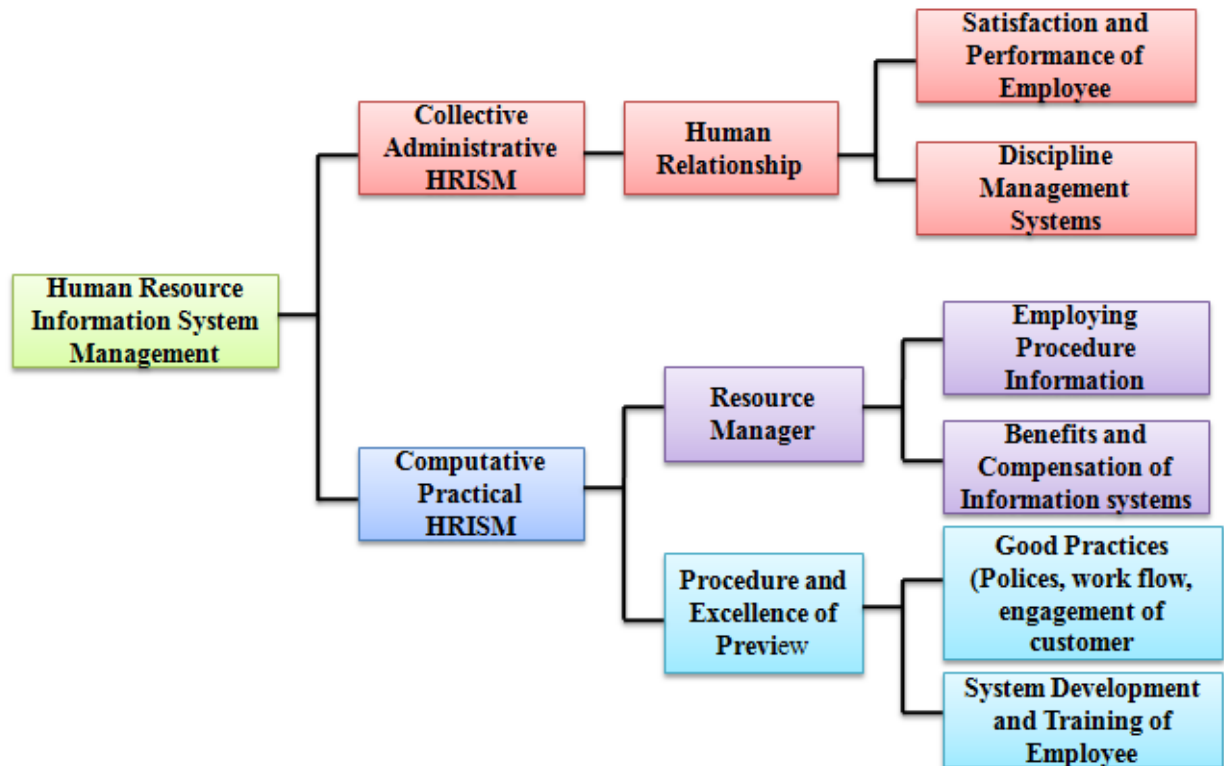 Satisfaction and
Performance of
Employee
Collective
Administrative
HRISM
Human
Relationship
Discipline
Management
Systems
Human Resource
Information System
Management
Employing
Procedure
Information
Resource
Manager
Computative
Practical
HRISM
Benefits and
Compensation of
Information systems
Procedure and
Excellence of
Preview
Good Practices
(Polices, work flow,
engagement of
customer
System Development
and Training of
Employee